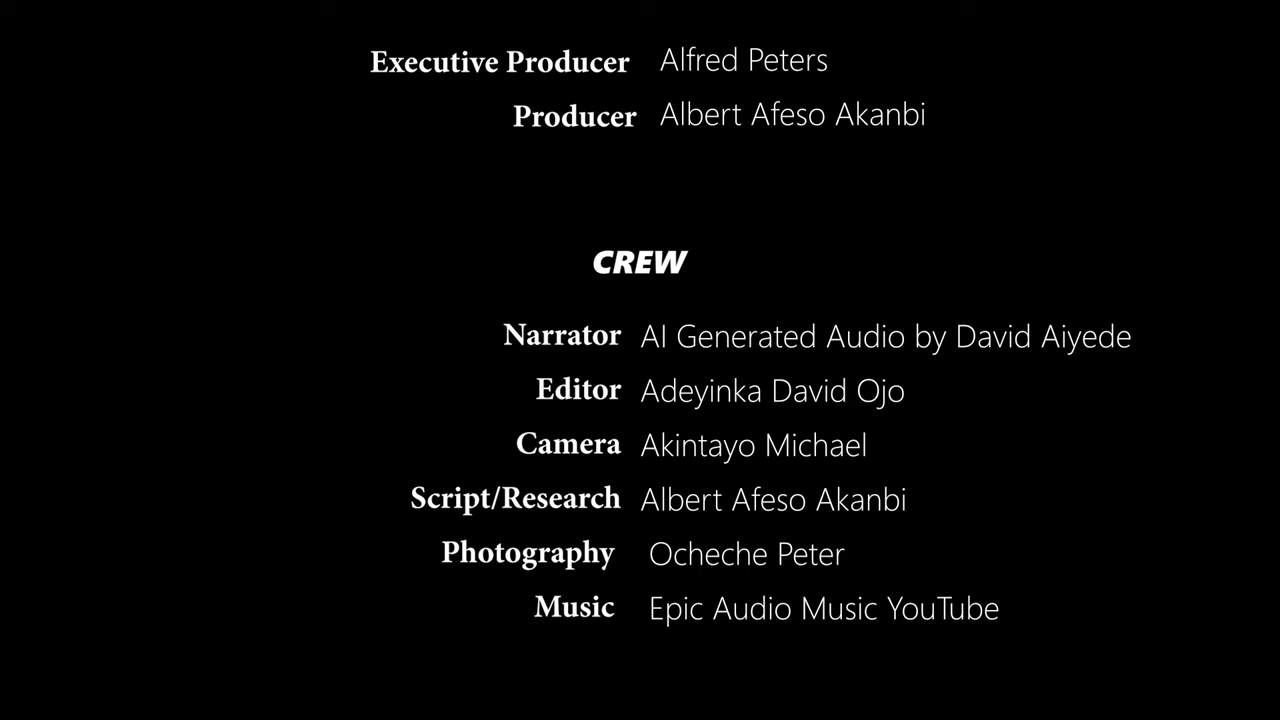 Executive Producer Alfred Peters
Producer Albert Afeso Akanbi
CREW
Narrator AI Generated Audio by David Aiyede
Editor Adeyinka David Ojo
Camera Akintayo Michael
Script/Research Albert Afeso Akanbi
Photography Ocheche Peter
Music Epic Audio Music YouTube